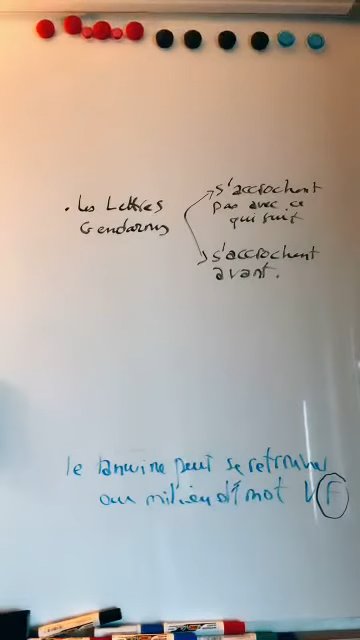 • les Lettres
Gendarms
s'accrochent
pas avec ce
qui suit
s'accrochent
avant.
le tanwine peut se retrouver
au milieu d'1 mot V F